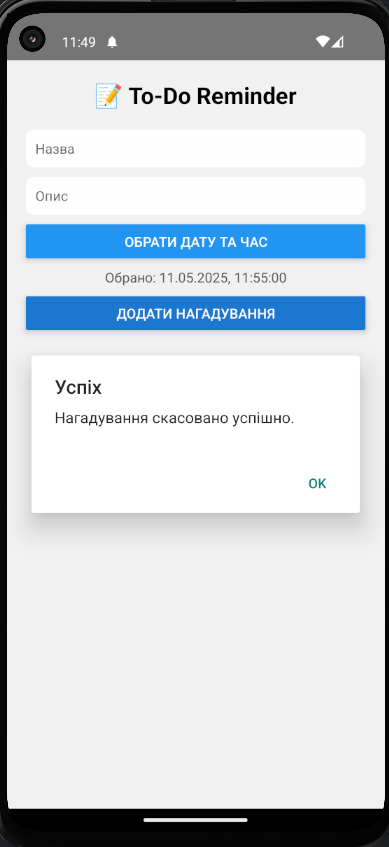 11:49
📝 To-Do Reminder
Назва
Опис
ОБРАТИ ДАТУ ТА ЧАС
Обрано: 11.05.2025, 11:55:00
ДОДАТИ НАГАДУВАННЯ
Успіх
Нагадування скасовано успішно.
OK